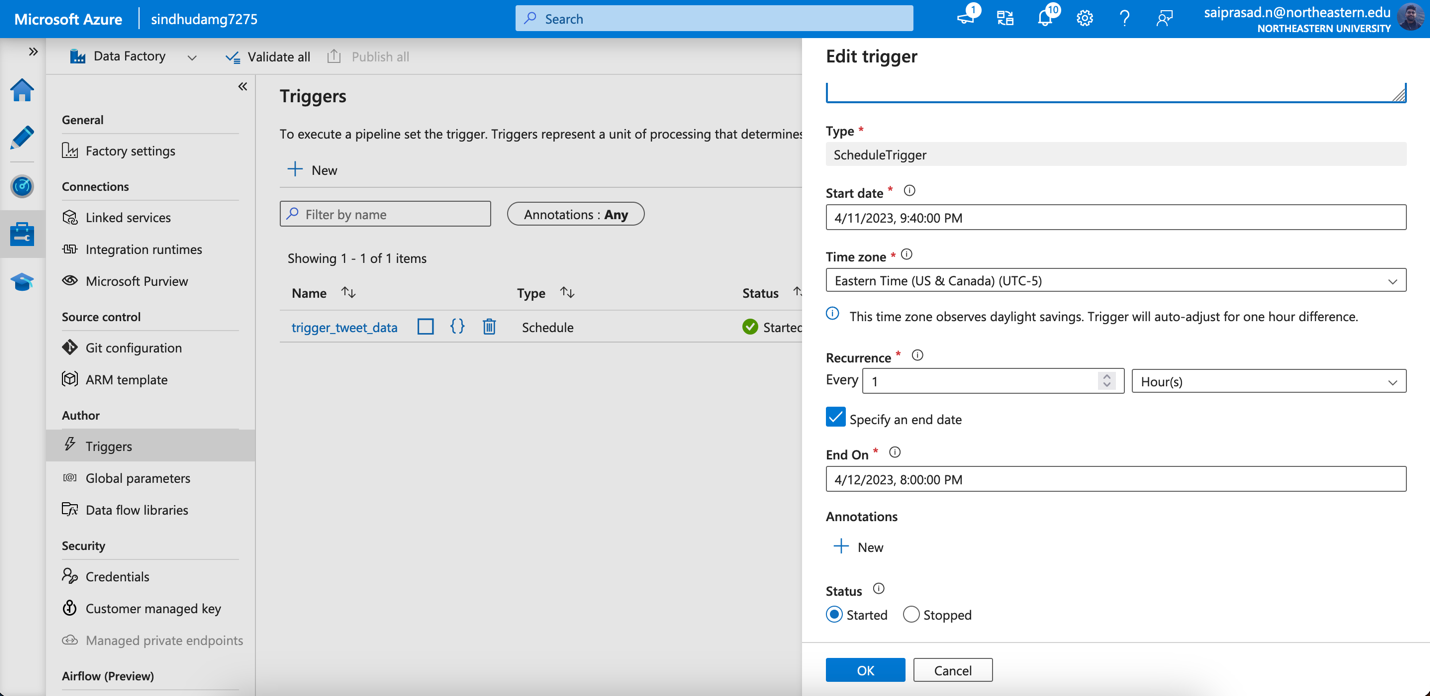 Microsoft Azure
sindhudamg7275
Search
1
10
saiprasad.n@northeastern.edu
NORTHEASTERN UNIVERSITY
Data Factory
Validate all
Publish all
General
Factory settings
Connections
Linked services
Integration runtimes
Microsoft Purview
Source control
Git configuration
ARM template
Author
Triggers
Global parameters
Data flow libraries
Security
Credentials
Customer managed key
Managed private endpoints
Airflow (Preview)
Triggers
To execute a pipeline set the trigger. Triggers represent a unit of processing that determines
New
Filter by name
Annotations : Any
Showing 1 - 1 of 1 items
Name
Type
Status
trigger_tweet_data
{}
Schedule
Started
Edit trigger
Type *
ScheduleTrigger
Start date *
4/11/2023, 9:40:00 PM
Time zone *
Eastern Time (US & Canada) (UTC-5)
This time zone observes daylight savings. Trigger will auto-adjust for one hour difference.
Recurrence *
Every 1 Hour(s)
Specify an end date
End On *
4/12/2023, 8:00:00 PM
Annotations
New
Status
Started Stopped
OK Cancel